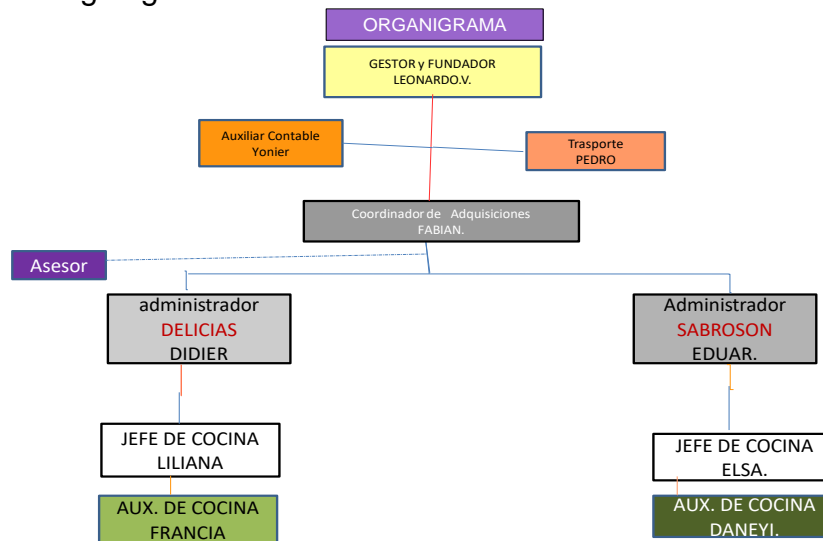 ORGANIGRAMA
GESTOR y FUNDADOR
LEONARDO.V.
Auxiliar Contable
Yonier
Trasporte
PEDRO
Coordinador de Adquisiciones
FABIAN.
Asesor
administrador
DELICIAS
DIDIER
Administrador
SABROSON
EDUAR.
JEFE DE COCINA
LILIANA
JEFE DE COCINA
ELSA.
AUX. DE COCINA
FRANCIA
AUX. DE COCINA
DANEYI.